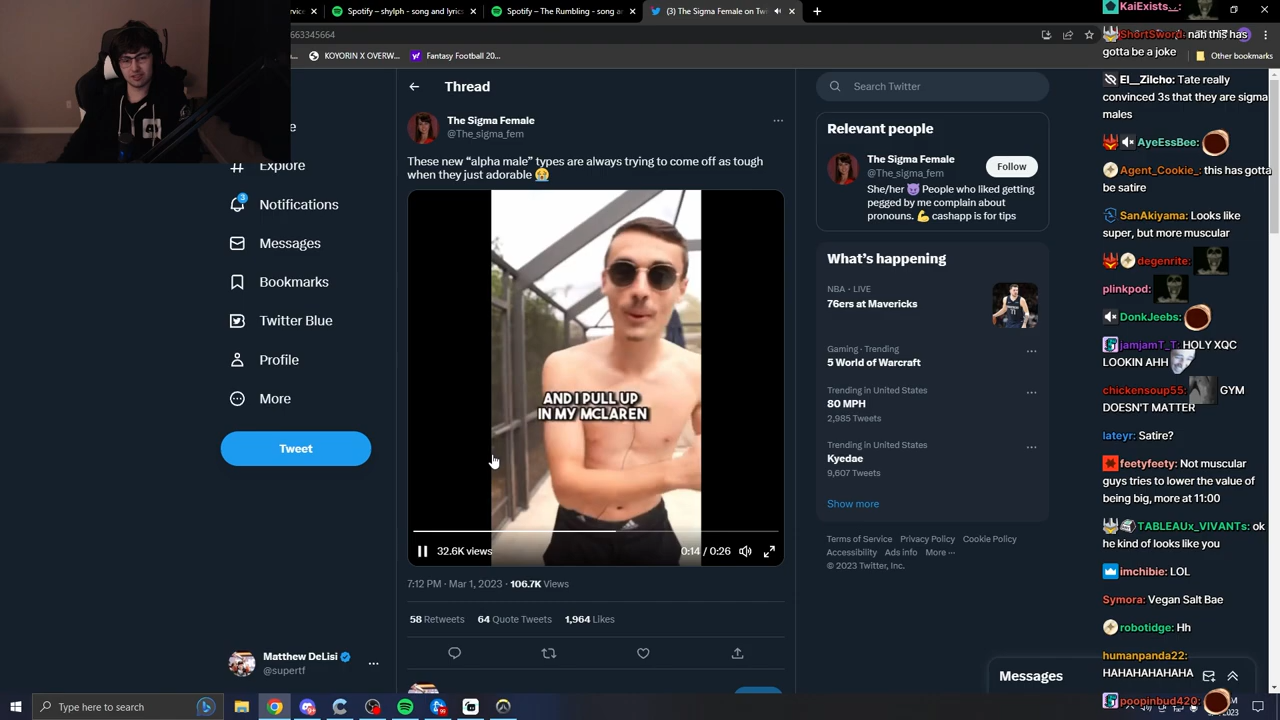 Spotify – shylph - song and lyrics
Spotify – The Rumbling - song an
(3) The Sigma Female on Twi
663345664
KOYORIN X OVERW...
Fantasy Football 20...
Other bookmarks
Explore
3
Notifications
Messages
Bookmarks
Twitter Blue
Profile
More
Tweet
Matthew DeLisi
@supertf
Thread
The Sigma Female
@The_sigma_fem
These new “alpha male” types are always trying to come off as tough
when they just adorable 😭
AND I PULL UP
IN MY MCLAREN
32.6K views
0:14 / 0:26
7:12 PM · Mar 1, 2023 · 106.7K Views
58 Retweets 64 Quote Tweets 1,964 Likes
Search Twitter
Relevant people
The Sigma Female
@The_sigma_fem
Follow
She/her 😈 People who liked getting
pegged by me complain about
pronouns. 💪 cashapp is for tips
What’s happening
NBA · LIVE
76ers at Mavericks
Gaming · Trending
5 World of Warcraft
Trending in United States
80 MPH
2,985 Tweets
Trending in United States
Kyedae
9,607 Tweets
Show more
Terms of Service Privacy Policy Cookie Policy
Accessibility Ads info More ···
© 2023 Twitter, Inc.
Messages
KaiExists_:
ShortSword: nah this has
gotta be a joke
El__Zilcho: Tate really
convinced 3s that they are sigma
males
AyeEssBee:
Agent_Cookie_: this has gotta
be satire
SanAkiyama: Looks like
super, but more muscular
degenrite:
plinkpod:
DonkJeebs:
jamjamT_T: HOLY XQC
LOOKIN AHH
chickensoup55: GYM
DOESN'T MATTER
lateyr: Satire?
feetyfeety: Not muscular
guys tries to lower the value of
being big, more at 11:00
TABLEAUx_VIVANTs: ok
he kind of looks like you
imchibie: LOL
Symora: Vegan Salt Bae
robotidge: Hh
humanpanda22:
HAHAHAHAHAHA
poopinbud420:
Type here to search